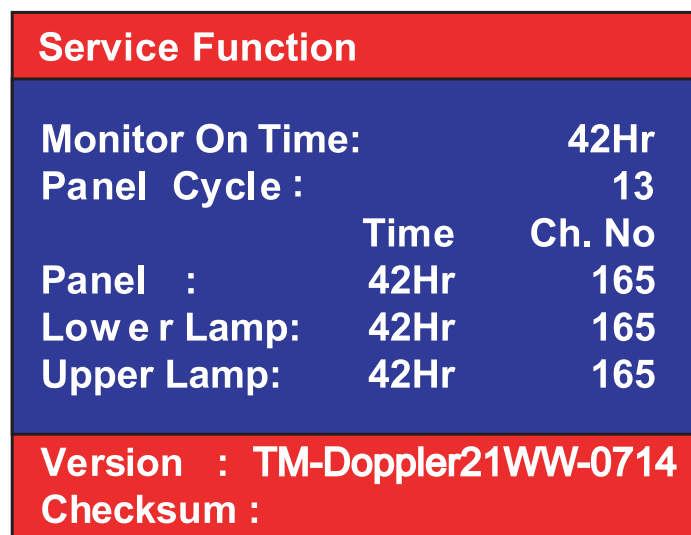 Service Function
Monitor On Time: 42Hr
Panel Cycle : 13
Time Ch. No
Panel : 42Hr 165
Lower Lamp: 42Hr 165
Upper Lamp: 42Hr 165
Version : TM-Doppler21WW-0714
Checksum :